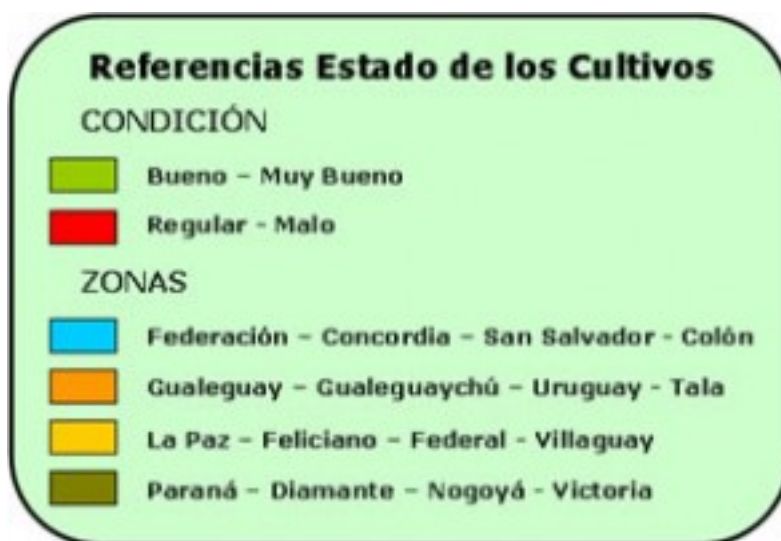 Referencias Estado de los Cultivos
CONDICIÓN
Bueno – Muy Bueno
Regular - Malo
ZONAS
Federación – Concordia – San Salvador - Colón
Gualeguay – Gualeguaychú – Uruguay - Tala
La Paz – Feliciano – Federal - Villaguay
Paraná – Diamante – Nogoyá - Victoria